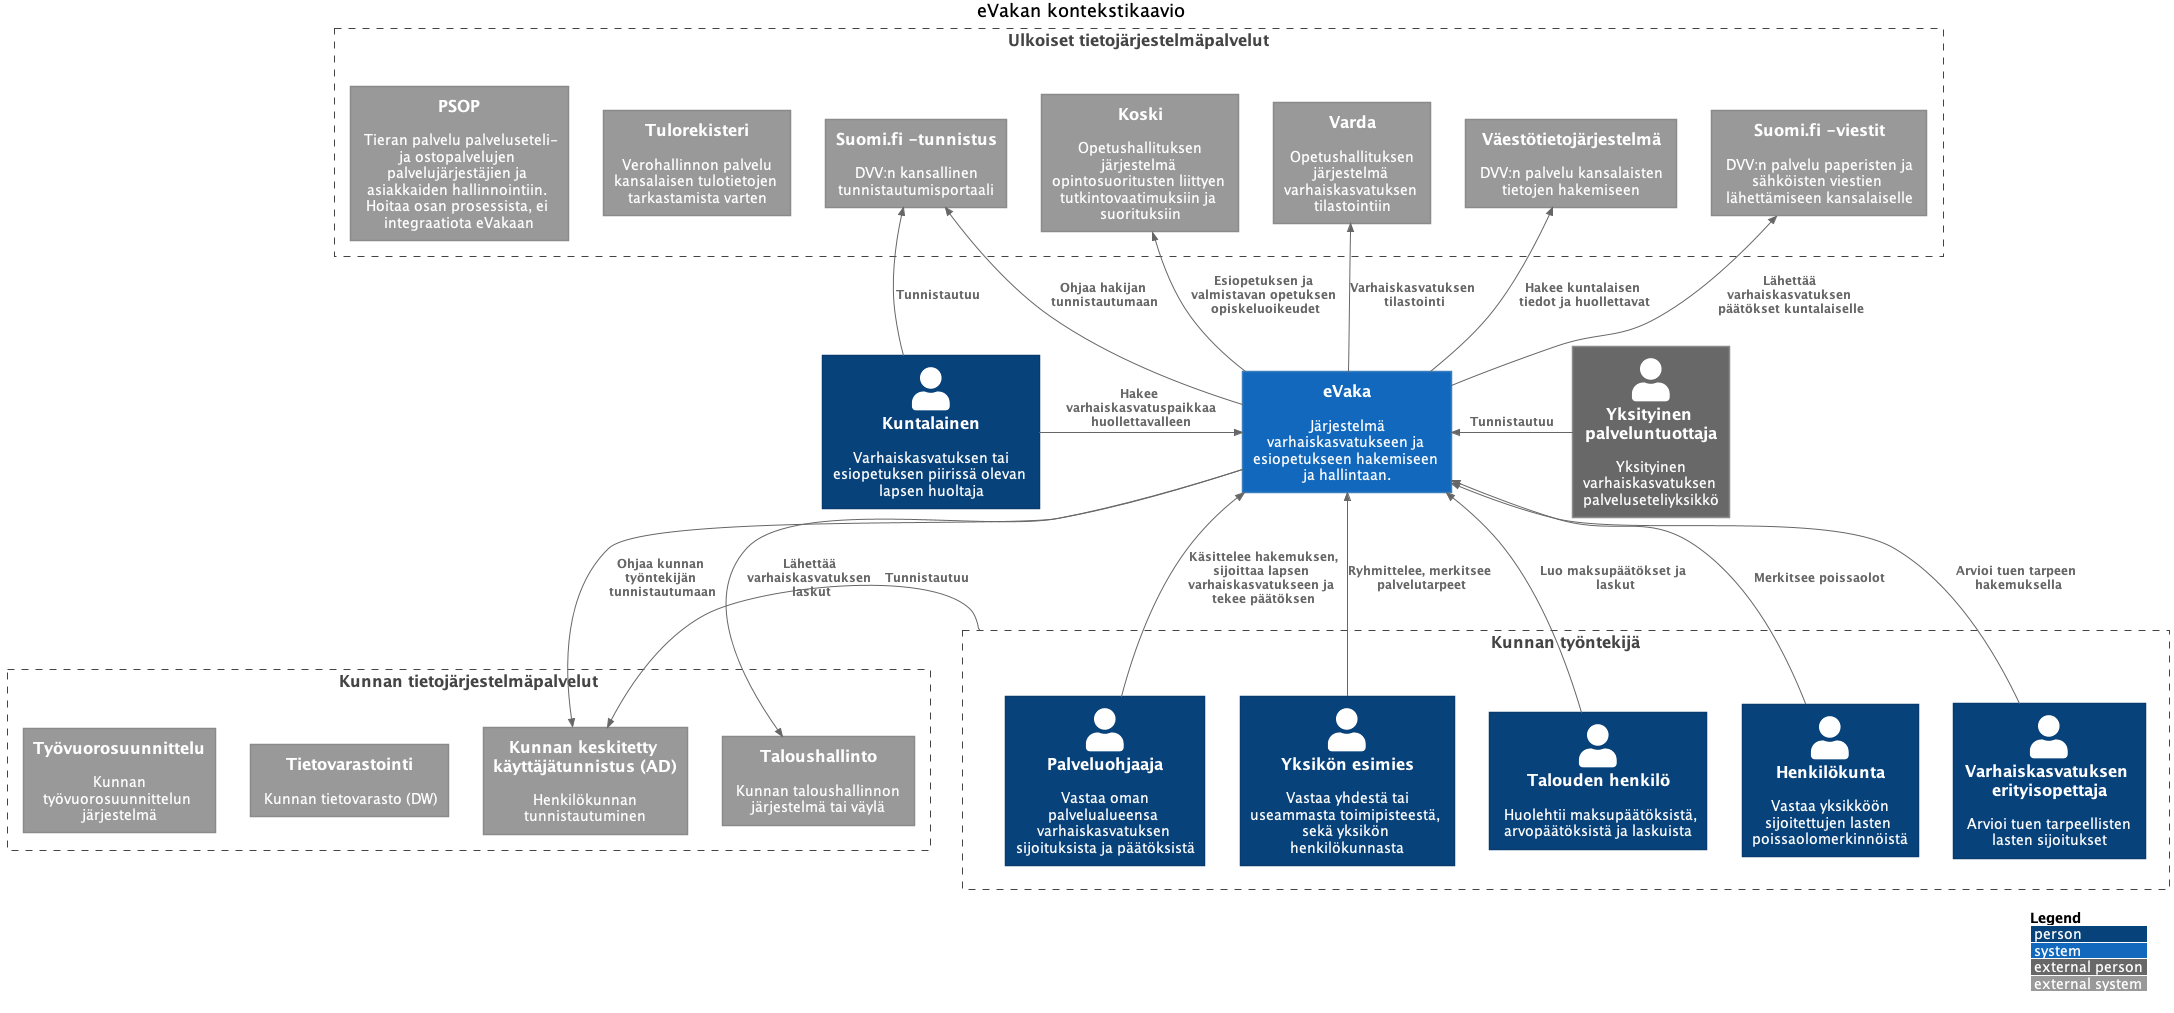 eVakan kontekstikaavio
Ulkoiset tietojärjestelmäpalvelut
PSOP
Tieran palvelu palveluseteli-
ja ostopalvelujen
palvelujärjestäjien ja
asiakkaiden hallinnointiin.
Hoitaa osan prosessista, ei
integraatiota eVakaan
Tulorekisteri
Verohallinnon palvelu
kansalaisen tulotietojen
tarkastamista varten
Suomi.fi -tunnistus
DVV:n kansallinen
tunnistautumisportaali
Koski
Opetushallituksen
järjestelmä
opintosuoritusten liittyen
tutkintovaatimuksiin ja
suorituksiin
Varda
Opetushallituksen
järjestelmä
varhaiskasvatuksen
tilastointiin
Väestötietojärjestelmä
DVV:n palvelu kansalaisten
tietojen hakemiseen
Suomi.fi -viestit
DVV:n palvelu paperisten ja
sähköisten viestien
lähettämiseen kansalaiselle
Tunnistautuu
Ohjaa hakijan
tunnistautumaan
Esiopetuksen ja
valmistavan opetuksen
opiskeluoikeudet
Varhaiskasvatuksen
tilastointi
Hakee kuntalaisen
tiedot ja huollettavat
Lähettää
varhaiskasvatuksen
päätökset kuntalaiselle
Kuntalainen
Varhaiskasvatuksen tai
esiopetuksen piirissä olevan
lapsen huoltaja
Hakee
varhaiskasvatuspaikkaa
huollettavalleen
eVaka
Järjestelmä
varhaiskasvatukseen ja
esiopetukseen hakemiseen
ja hallintaan.
Tunnistautuu
Yksityinen
palveluntuottaja
Yksityinen
varhaiskasvatuksen
palveluseteliyksikkö
Ohjaa kunnan
työntekijän
tunnistautumaan
Lähettää
varhaiskasvatuksen
laskut
Tunnistautuu
Käsittelee hakemuksen,
sijoittaa lapsen
varhaiskasvatukseen ja
tekee päätöksen
Ryhmittelee, merkitsee
palvelutarpeet
Luo maksupäätökset ja
laskut
Merkitsee poissaolot
Arvioi tuen tarpeen
hakemuksella
Kunnan tietojärjestelmäpalvelut
Työvuorosuunnittelu
Kunnan
työvuorosuunnittelun
järjestelmä
Tietovarastointi
Kunnan tietovarasto (DW)
Kunnan keskitetty
käyttäjätunnistus (AD)
Henkilökunnan
tunnistautuminen
Taloushallinto
Kunnan taloushallinnon
järjestelmä tai väylä
Kunnan työntekijä
Palveluohjaaja
Vastaa oman
palvelualueensa
varhaiskasvatuksen
sijoituksista ja päätöksistä
Yksikön esimies
Vastaa yhdestä tai
useammasta toimipisteestä,
sekä yksikön
henkilökunnasta
Talouden henkilö
Huolehtii maksupäätöksistä,
arvopäätöksistä ja laskuista
Henkilökunta
Vastaa yksikköön
sijoitettujen lasten
poissaolomerkinnöistä
Varhaiskasvatuksen
erityisopettaja
Arvioi tuen tarpeellisten
lasten sijoitukset
Legend
person
system
external person
external system